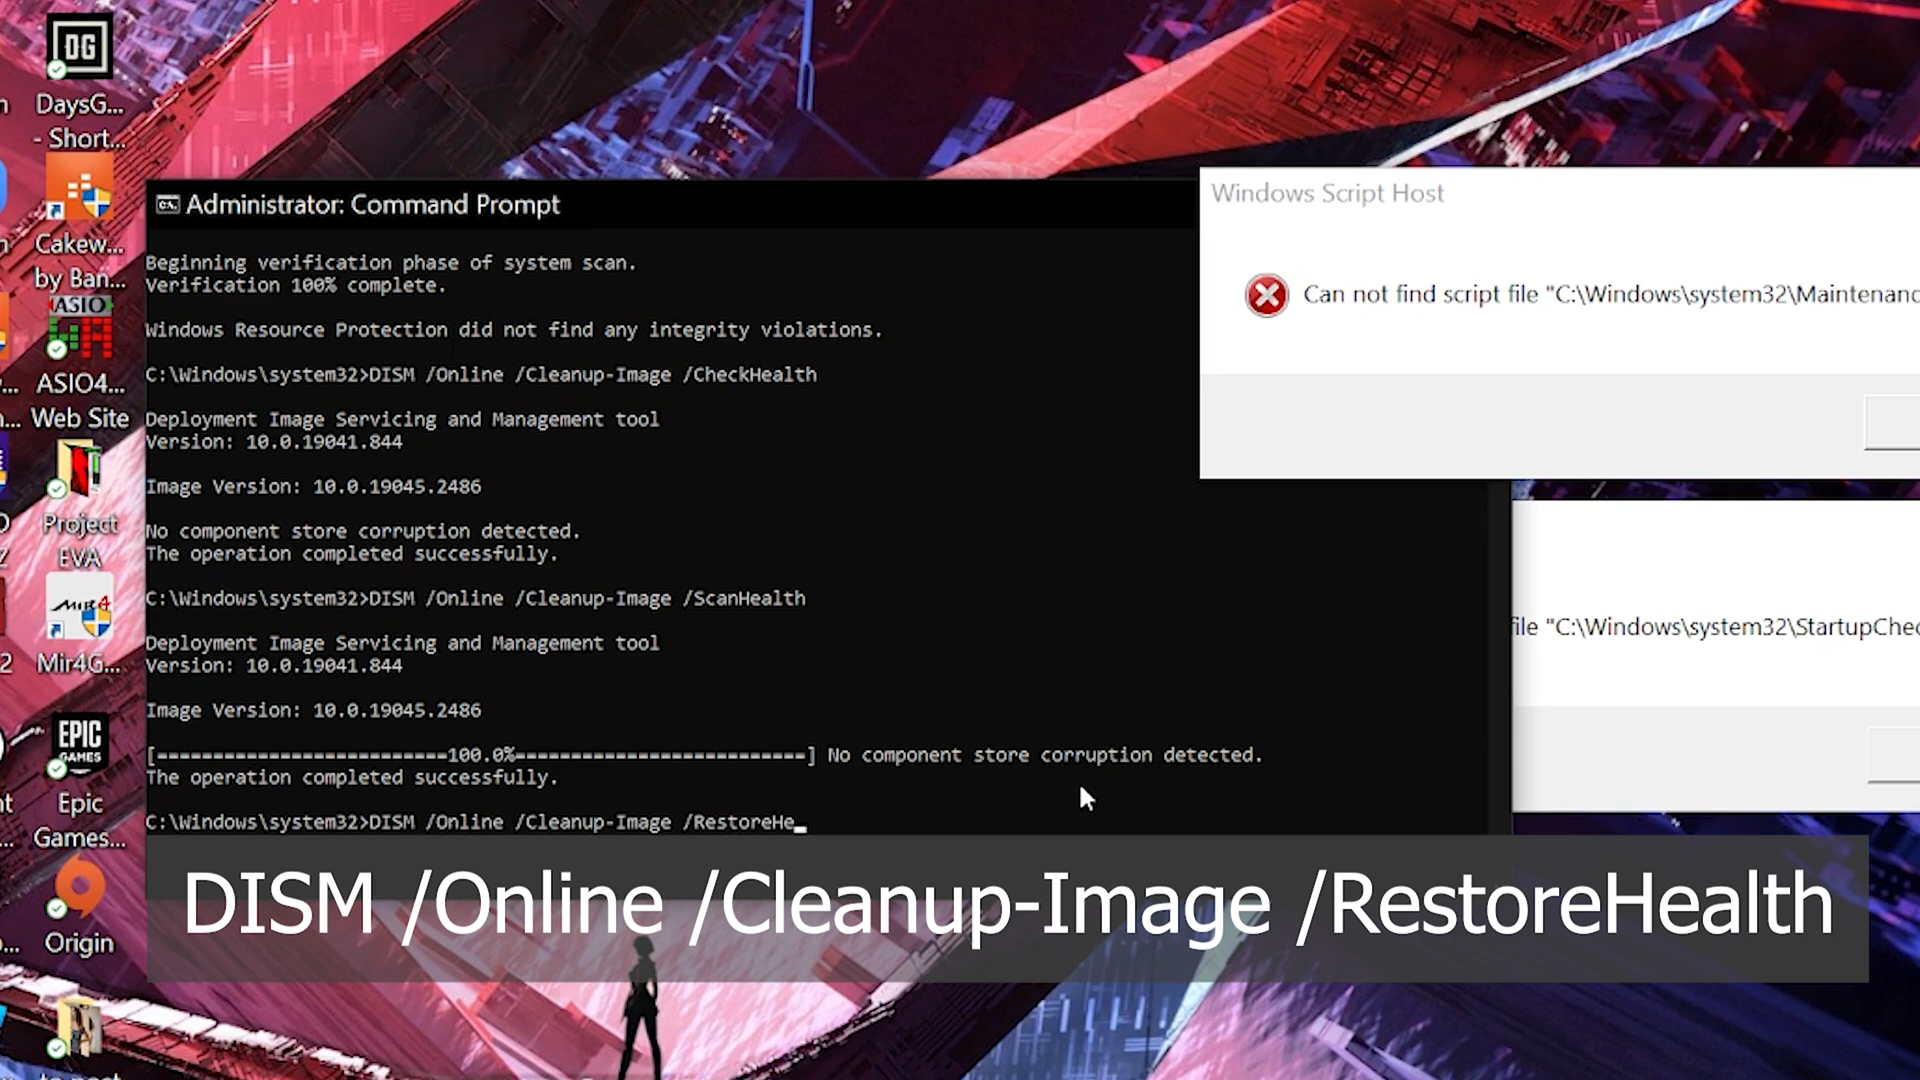 DG
DaysG...
- Short...
Cakew...
by Ban...
ASIO
ASIO4...
Web Site
Project
EVA
MIR4
Mir4G...
EPIC
GAMES
Epic
Games...
Origin
Administrator: Command Prompt
Beginning verification phase of system scan.
Verification 100% complete.
Windows Resource Protection did not find any integrity violations.
C:\Windows\system32>DISM /Online /Cleanup-Image /CheckHealth
Deployment Image Servicing and Management tool
Version: 10.0.19041.844
Image Version: 10.0.19045.2486
No component store corruption detected.
The operation completed successfully.
C:\Windows\system32>DISM /Online /Cleanup-Image /ScanHealth
Deployment Image Servicing and Management tool
Version: 10.0.19041.844
Image Version: 10.0.19045.2486
[==========================100.0%==========================] No component store corruption detected.
The operation completed successfully.
C:\Windows\system32>DISM /Online /Cleanup-Image /RestoreHe_
Windows Script Host
Can not find script file "C:\Windows\system32\Maintenanc
file "C:\Windows\system32\StartupChec
DISM /Online /Cleanup-Image /RestoreHealth